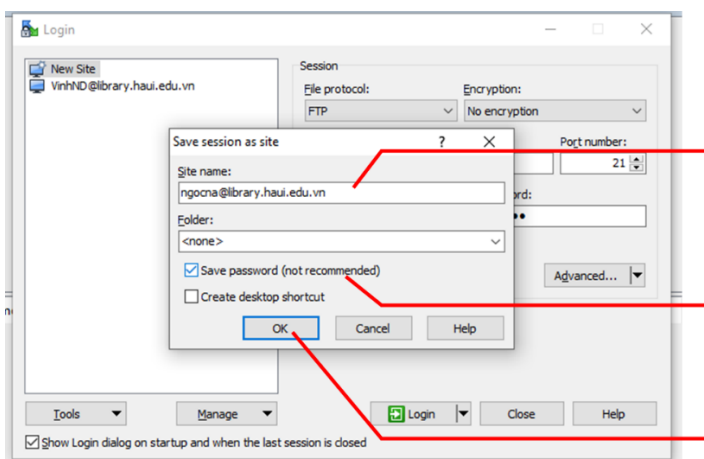 Login
New Site
VinhND@library.haui.edu.vn
Session
File protocol:
Encryption:
FTP
No encryption
Save session as site
?
Port number:
21
Site name:
ngocna@library.haui.edu.vn
ord:
Folder:
<none>
Save password (not recommended)
Advanced...
Create desktop shortcut
OK
Cancel
Help
Tools
Manage
Login
Close
Help
Show Login dialog on startup and when the last session is closed